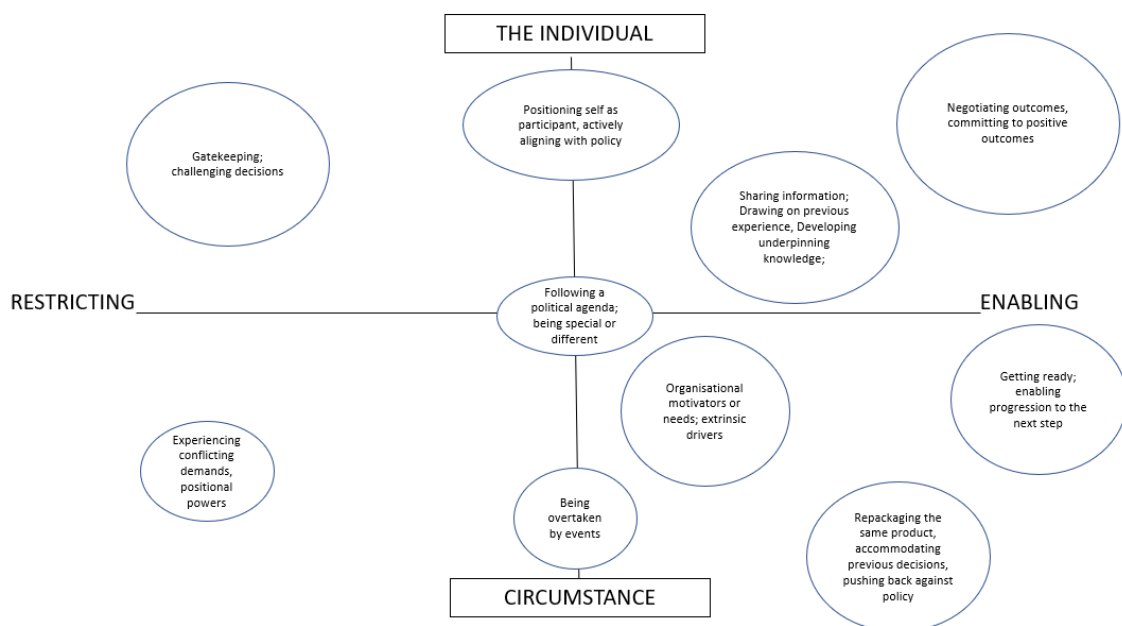 THE INDIVIDUAL
Positioning self as
participant, actively
aligning with policy
Negotiating outcomes,
committing to positive
outcomes
Gatekeeping;
challenging decisions
Sharing information;
Drawing on previous
experience, Developing
underpinning
knowledge;
RESTRICTING
Following a
political agenda;
being special or
different
ENABLING
Organisational
motivators or
needs; extrinsic
drivers
Getting ready;
enabling
progression to the
next step
Experiencing
conflicting
demands,
positional
powers
Being
overtaken
by events
Repackaging the
same product,
accommodating
previous decisions,
pushing back against
policy
CIRCUMSTANCE